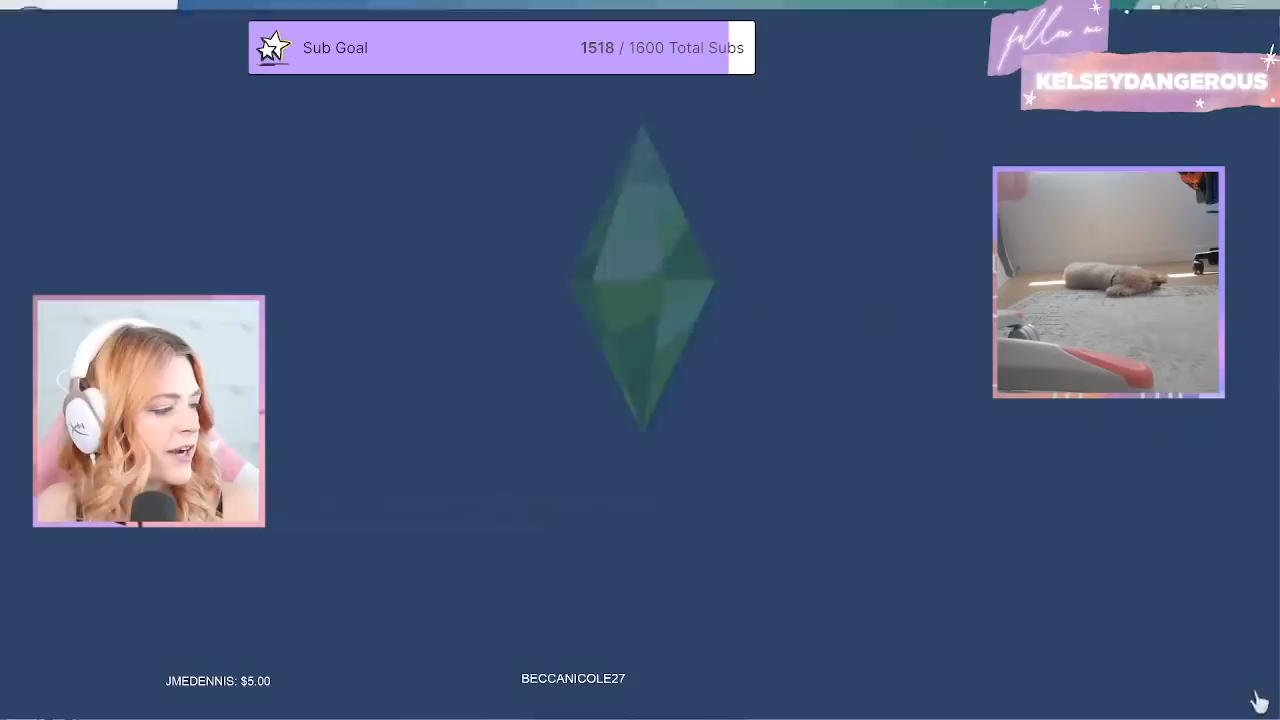 Sub Goal
1518 / 1600 Total Subs
follow me
KELSEYDANGEROUS
JMEDENNIS: $5.00
BECCANICOLE27